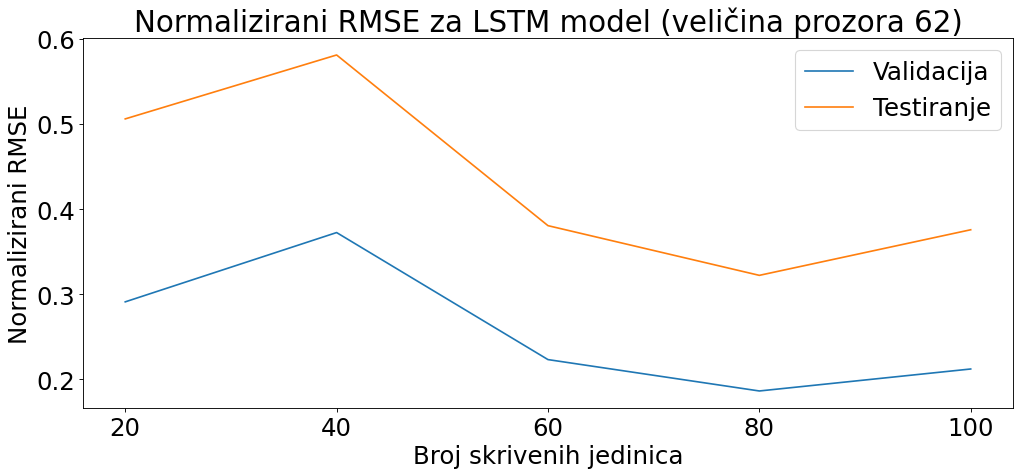 Normalizirani RMSE za LSTM model (veličina prozora 62)
Normalizirani RMSE
0.6
0.5
0.4
0.3
0.2
Validacija
Testiranje
20 40 60 80 100
Broj skrivenih jedinica